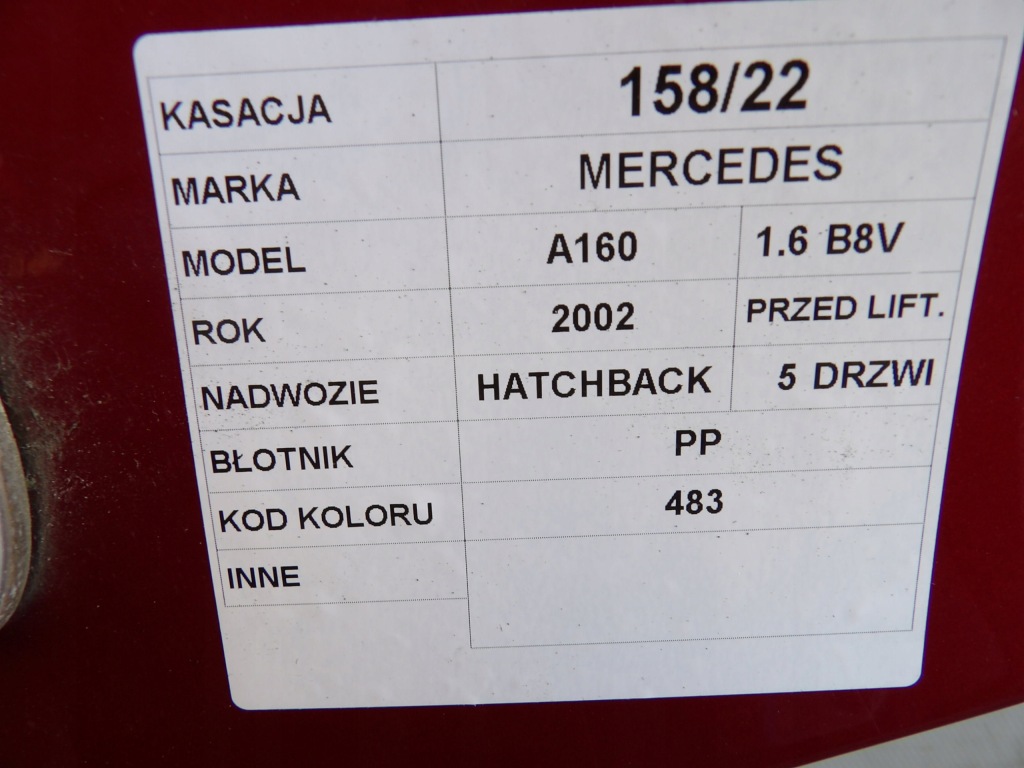 KASACJA 158/22
MARKA MERCEDES
MODEL A160 1.6 B8V
ROK 2002 PRZED LIFT.
NADWOZIE HATCHBACK 5 DRZWI
BŁOTNIK PP
KOD KOLORU 483
INNE